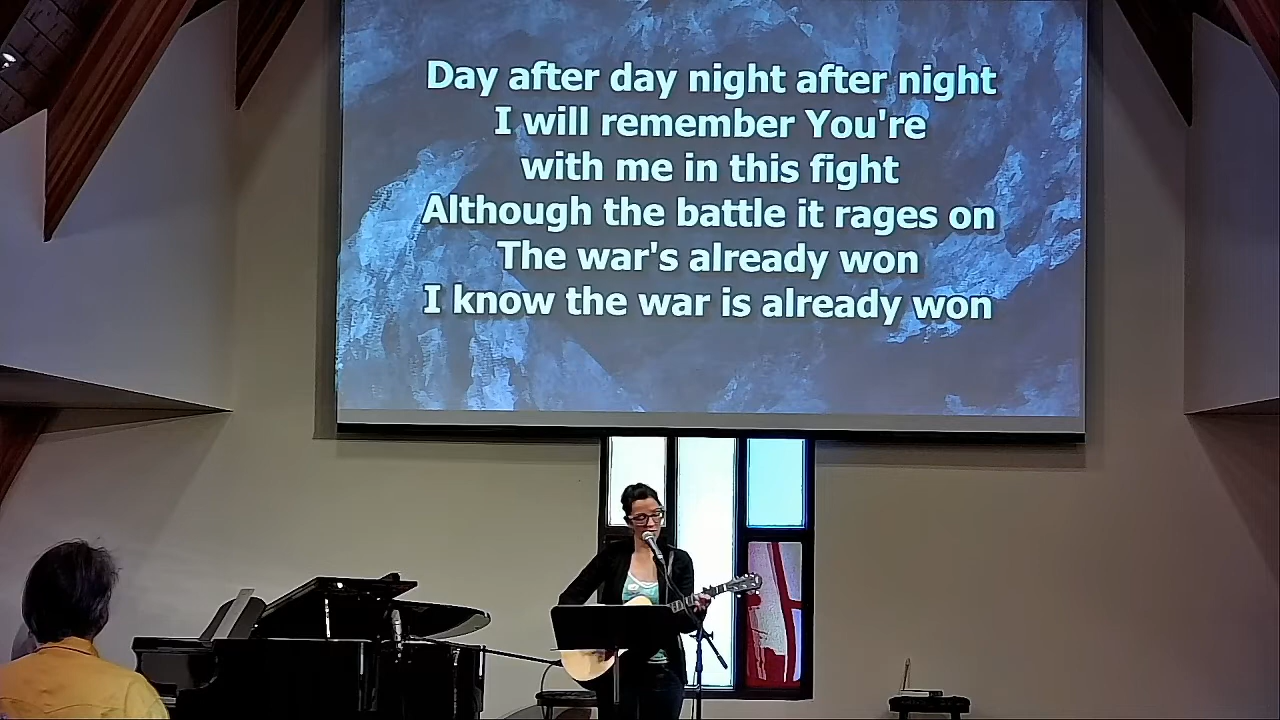 Day after day night after night
I will remember You're
with me in this fight
Although the battle it rages on
The war's already won
I know the war is already won